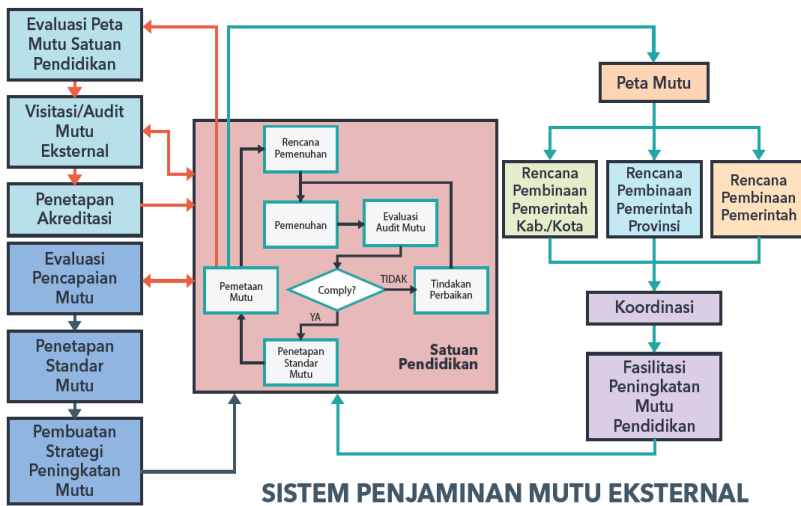 Evaluasi Peta
Mutu Satuan
Pendidikan
Visitasi/Audit
Mutu
Eksternal
Penetapan
Akreditasi
Evaluasi
Pencapaian
Mutu
Penetapan
Standar
Mutu
Pembuatan
Strategi
Peningkatan
Mutu
Rencana
Pemenuhan
Pemenuhan
Evaluasi
Audit Mutu
Pemetaan
Mutu
Comply?
TIDAK
Tindakan
Perbaikan
YA
Penetapan
Standar
Mutu
Satuan
Pendidikan
Peta Mutu
Rencana
Pembinaan
Pemerintah
Kab./Kota
Rencana
Pembinaan
Pemerintah
Provinsi
Rencana
Pembinaan
Pemerintah
Koordinasi
Fasilitasi
Peningkatan
Mutu
Pendidikan
SISTEM PENJAMINAN MUTU EKSTERNAL